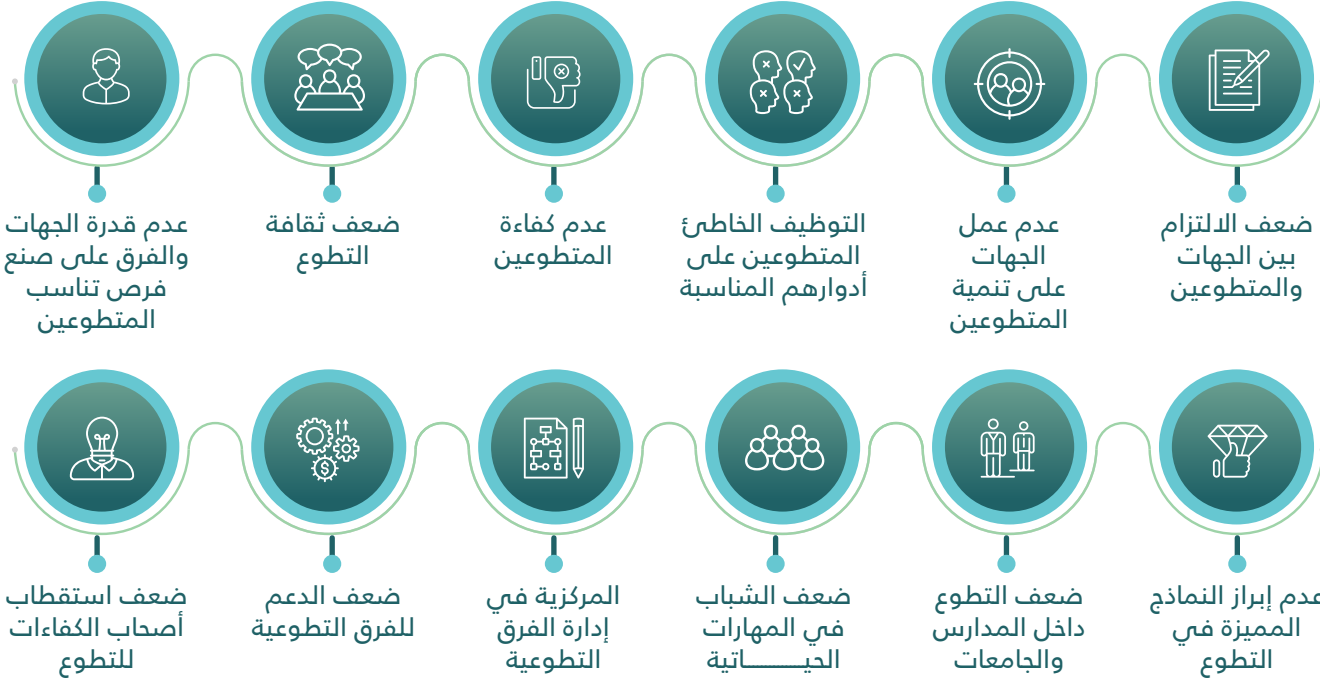 ضعف الالتزام
بين الجهات
والمتطوعين
عدم عمل
الجهات
على تنمية
المتطوعين
التوظيف الخاطئ
المتطوعين على
أدوارهم المناسبة
عدم كفاءة
المتطوعين
ضعف ثقافة
التطوع
عدم قدرة الجهات
والفرق على صنع
فرص تناسب
المتطوعين
عدم إبراز النماذج
المميزة في
التطوع
ضعف التطوع
داخل المدارس
والجامعات
ضعف الشباب
في المهارات
الحيــــــــاتية
المركزية في
إدارة الفرق
التطوعية
ضعف الدعم
للفرق التطوعية
ضعف استقطاب
أصحاب الكفاءات
للتطوع